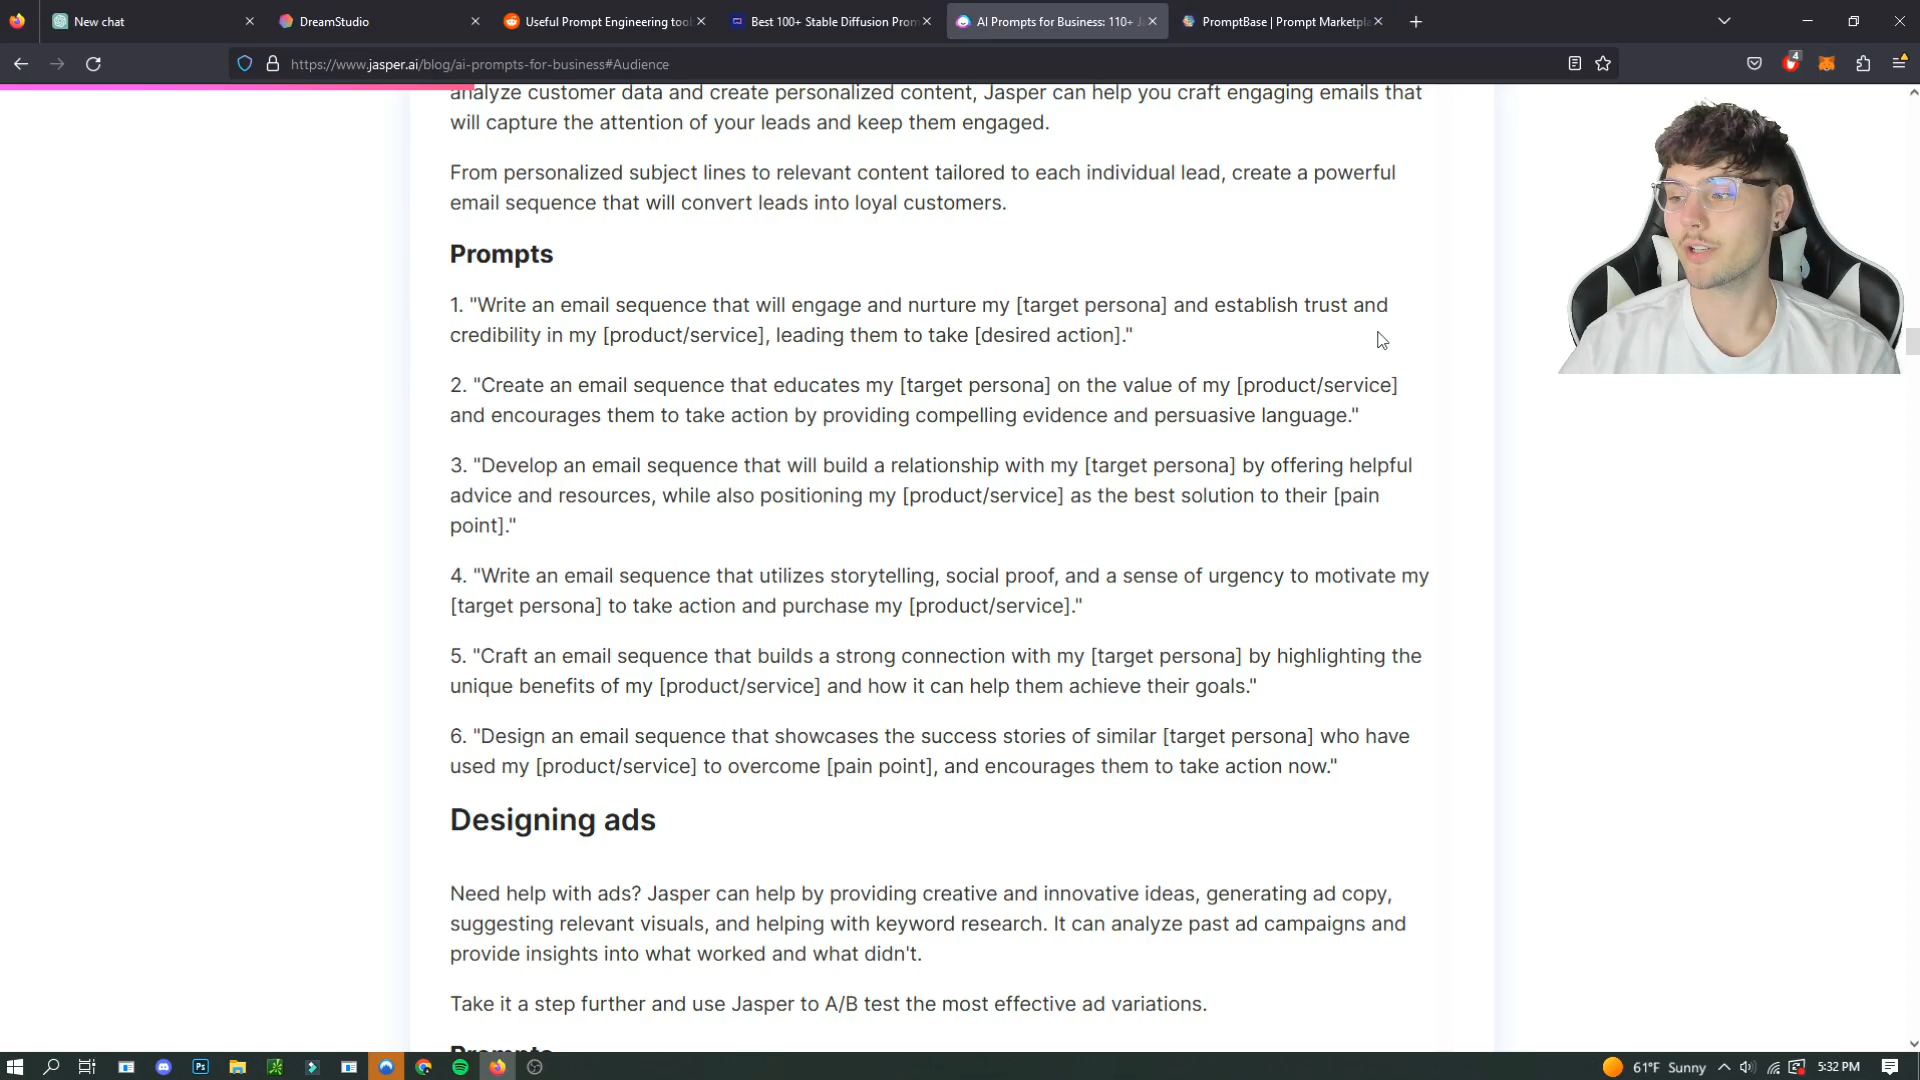 New chat
DreamStudio
Useful Prompt Engineering too
Best 100+ Stable Diffusion Pro
AI Prompts for Business: 110+ J
PromptBase | Prompt Marketpl
https://www.jasper.ai/blog/ai-prompts-for-business#Audience
4
analyze customer data and create personalized content, Jasper can help you craft engaging emails that
will capture the attention of your leads and keep them engaged.
From personalized subject lines to relevant content tailored to each individual lead, create a powerful
email sequence that will convert leads into loyal customers.
Prompts
1. "Write an email sequence that will engage and nurture my [target persona] and establish trust and
credibility in my [product/service], leading them to take [desired action]."
2. "Create an email sequence that educates my [target persona] on the value of my [product/service]
and encourages them to take action by providing compelling evidence and persuasive language."
3. "Develop an email sequence that will build a relationship with my [target persona] by offering helpful
advice and resources, while also positioning my [product/service] as the best solution to their [pain
point]."
4. "Write an email sequence that utilizes storytelling, social proof, and a sense of urgency to motivate my
[target persona] to take action and purchase my [product/service]."
5. "Craft an email sequence that builds a strong connection with my [target persona] by highlighting the
unique benefits of my [product/service] and how it can help them achieve their goals."
6. "Design an email sequence that showcases the success stories of similar [target persona] who have
used my [product/service] to overcome [pain point], and encourages them to take action now."
Designing ads
Need help with ads? Jasper can help by providing creative and innovative ideas, generating ad copy,
suggesting relevant visuals, and helping with keyword research. It can analyze past ad campaigns and
provide insights into what worked and what didn't.
Take it a step further and use Jasper to A/B test the most effective ad variations.
Prompts
Ps
61°F Sunny
5:32 PM